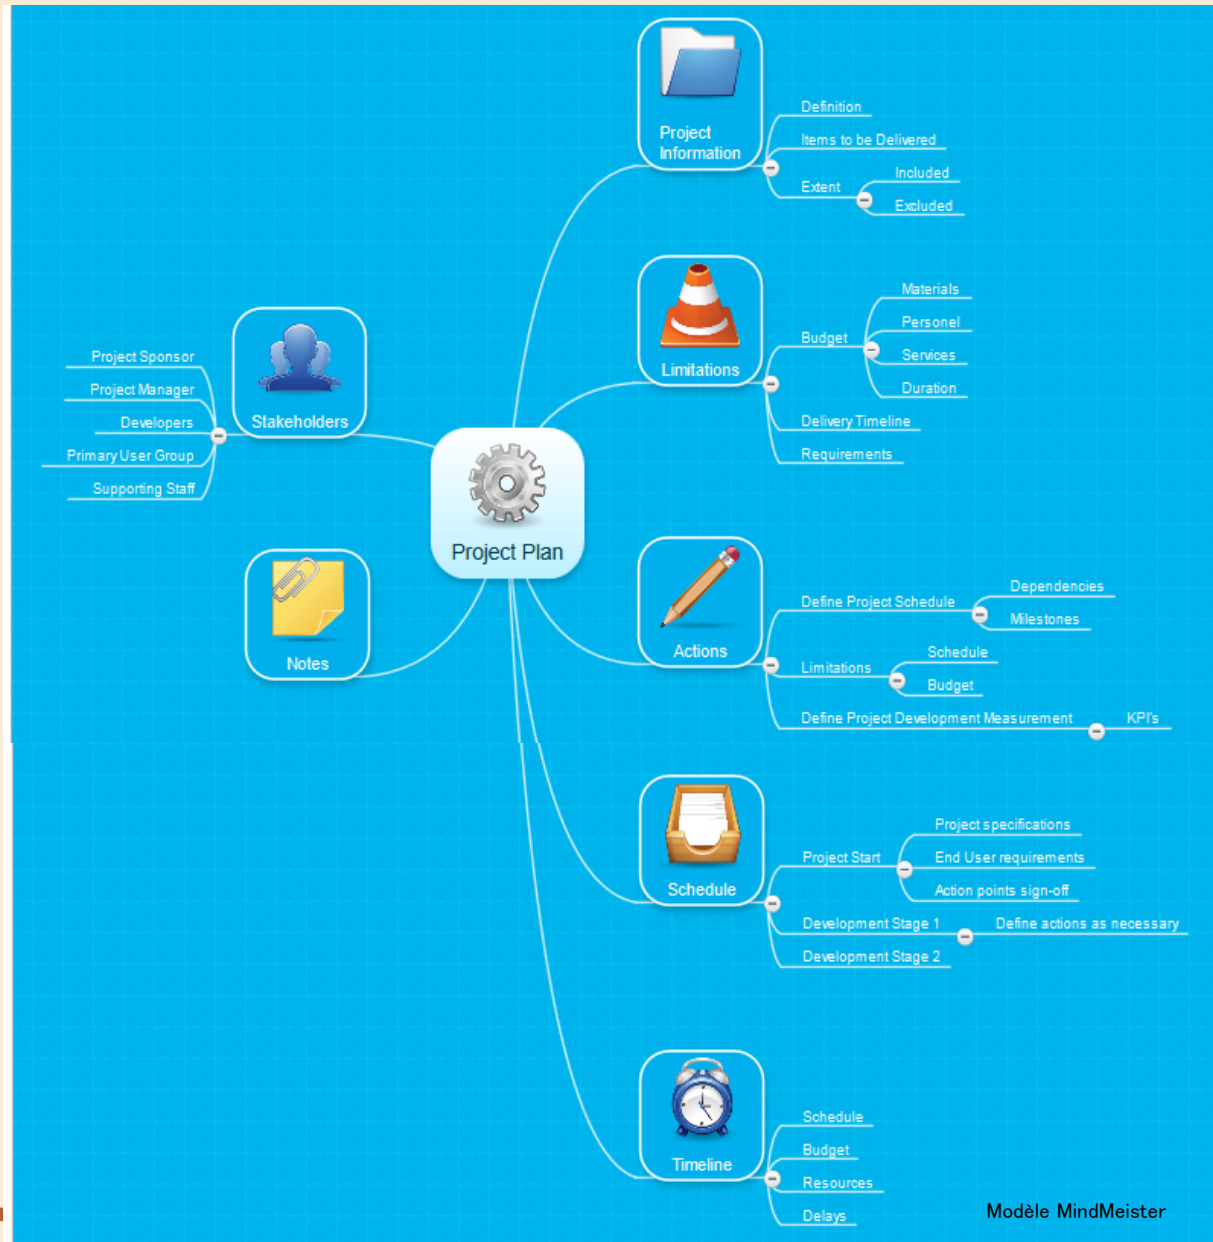 Project
Information
Definition
Items to be Delivered
Extent
Included
Excluded
Limitations
Budget
Materials
Personel
Services
Duration
Delivery Timeline
Requirements
Stakeholders
Project Sponsor
Project Manager
Developers
Primary User Group
Supporting Staff
Project Plan
Notes
Actions
Define Project Schedule
Dependencies
Milestones
Limitations
Schedule
Budget
Define Project Development Measurement
KPI's
Schedule
Project Start
Project specifications
End User requirements
Action points sign-off
Development Stage 1
Define actions as necessary
Development Stage 2
Timeline
Schedule
Budget
Resources
Delays
Modèle MindMeister